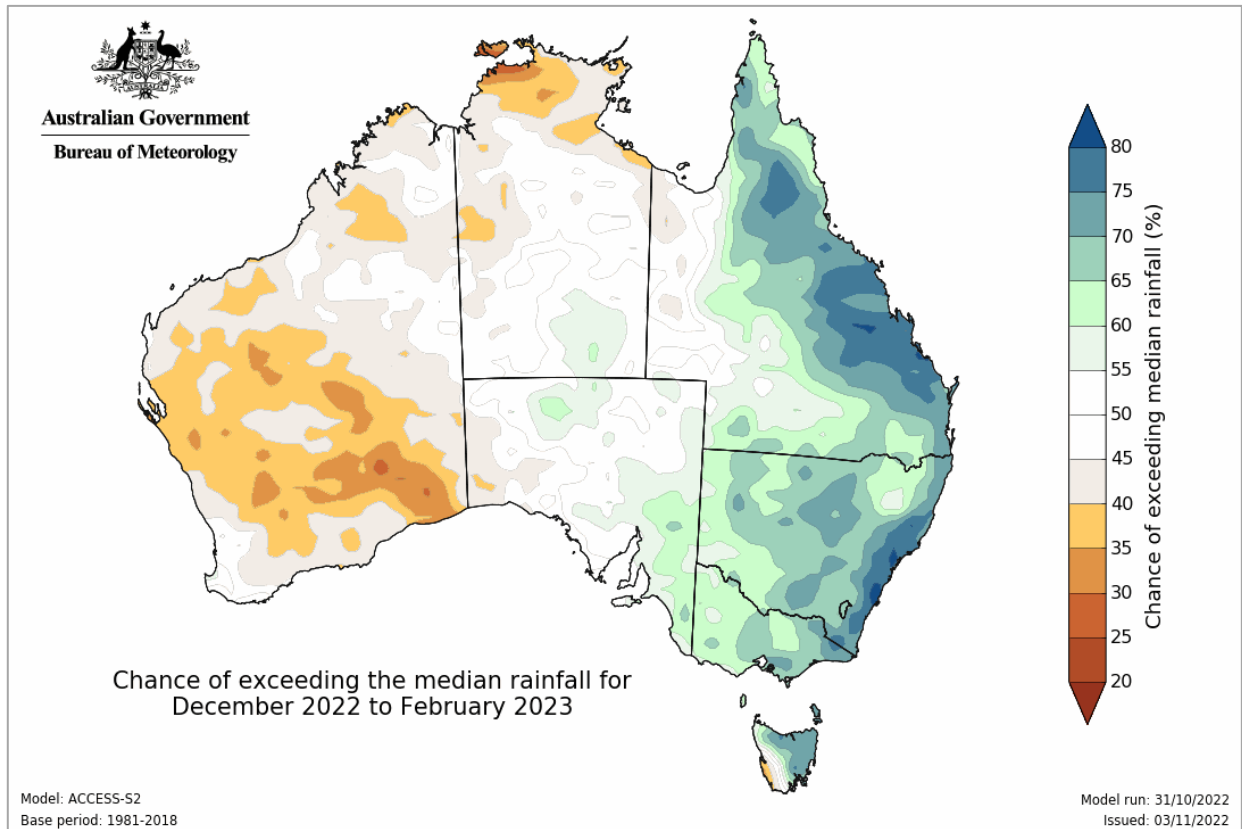 Australian Government
Bureau of Meteorology
80
75
70
65
60
55
50
45
40
35
30
25
20
Chance of exceeding median rainfall (%)
Chance of exceeding the median rainfall for
December 2022 to February 2023
Model: ACCESS-S2
Base period: 1981-2018
Model run: 31/10/2022
Issued: 03/11/2022